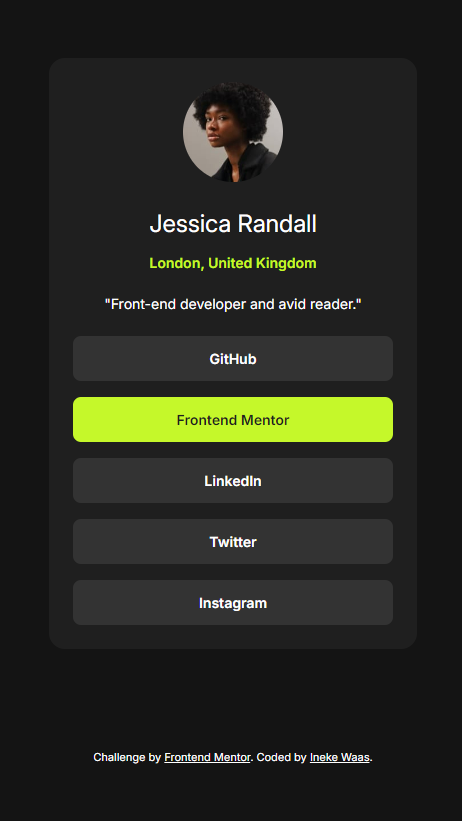 Jessica Randall
London, United Kingdom
"Front-end developer and avid reader."
GitHub
Frontend Mentor
LinkedIn
Twitter
Instagram
Challenge by Frontend Mentor. Coded by Ineke Waas.